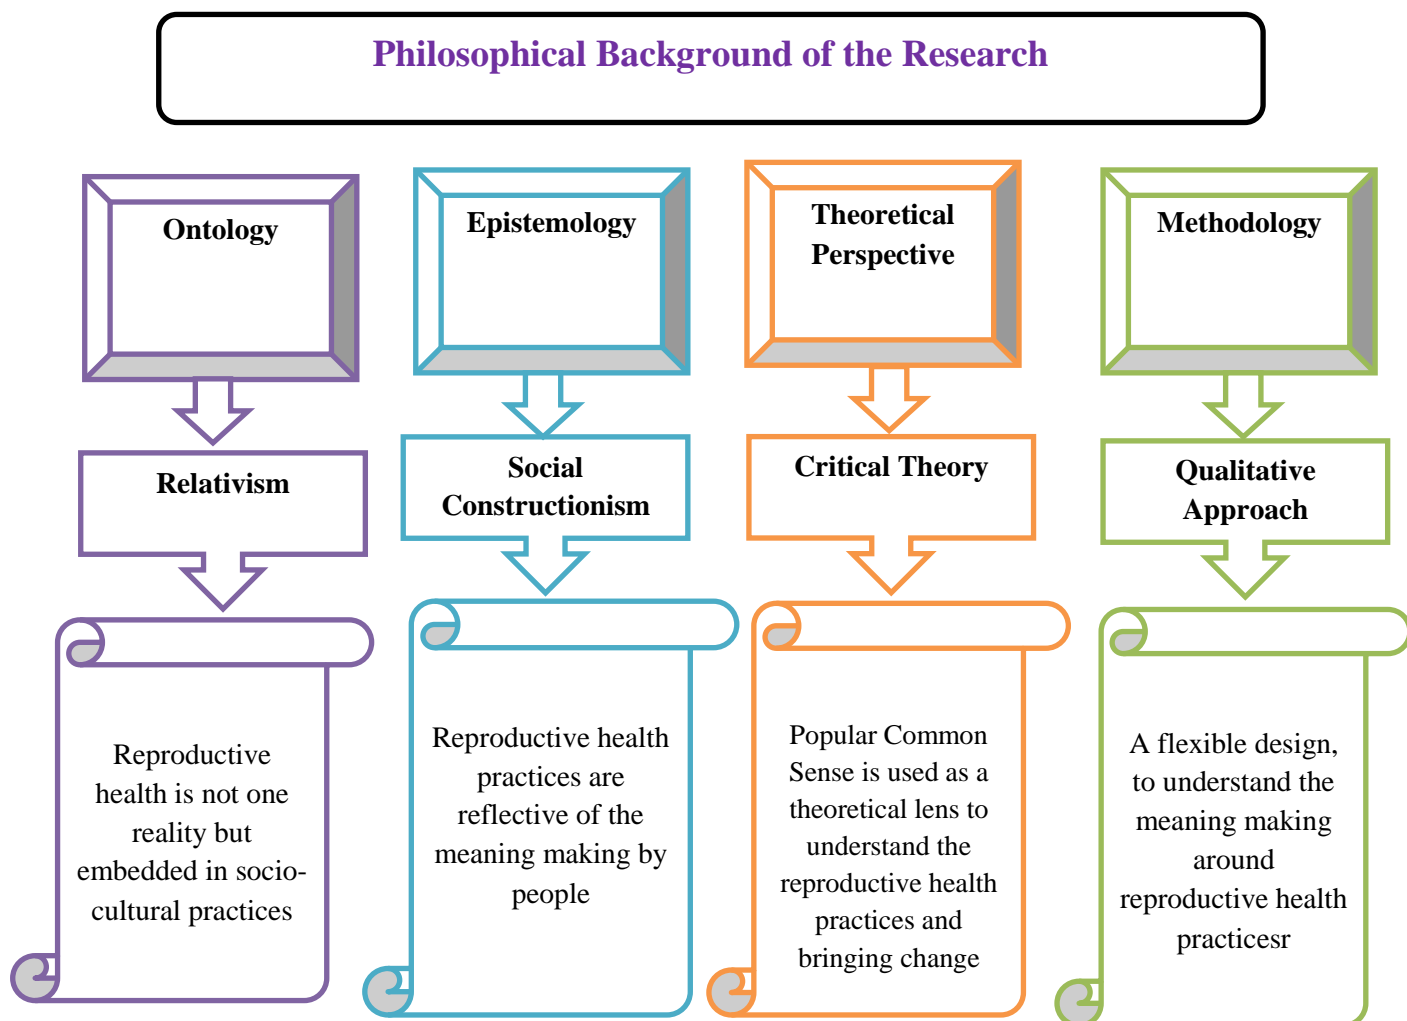 Philosophical Background of the Research
Ontology
Epistemology
Theoretical
Perspective
Methodology
Relativism
Social
Constructionism
Critical Theory
Qualitative
Approach
Reproductive
health is not one
reality but
embedded in socio-
cultural practices
Reproductive health
practices are
reflective of the
meaning making by
people
Popular Common
Sense is used as a
theoretical lens to
understand the
reproductive health
practices and
bringing change
A flexible design,
to understand the
meaning making
around
reproductive health
practicesr